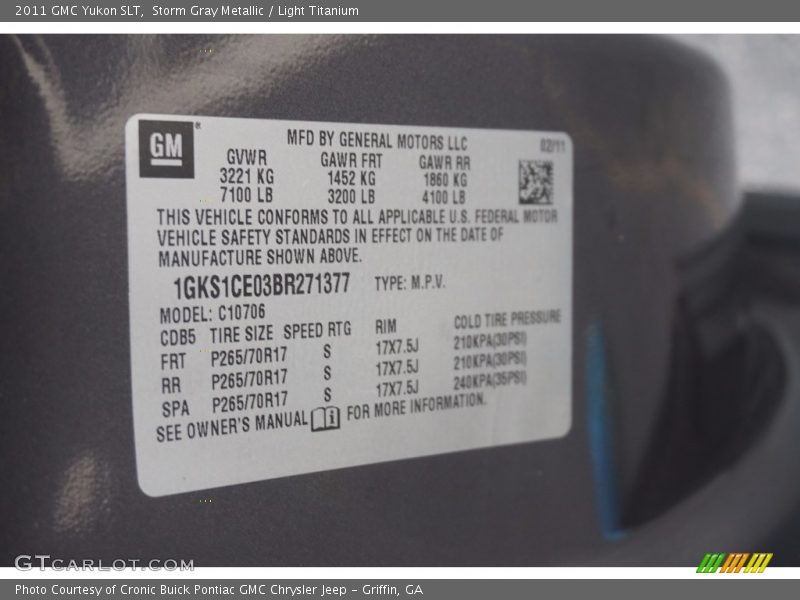 2011 GMC Yukon SLT, Storm Gray Metallic / Light Titanium
GM
MFD BY GENERAL MOTORS LLC 02/11
GVWR GAWR FRT GAWR RR
3221 KG 1452 KG 1860 KG
7100 LB 3200 LB 4100 LB
THIS VEHICLE CONFORMS TO ALL APPLICABLE U.S. FEDERAL MOTOR
VEHICLE SAFETY STANDARDS IN EFFECT ON THE DATE OF
MANUFACTURE SHOWN ABOVE.
1GKS1CE03BR271377 TYPE: M.P.V.
MODEL: C10706
CDB5 TIRE SIZE SPEED RTG RIM COLD TIRE PRESSURE
FRT P265/70R17 S 17X7.5J 210KPA(30PSI)
RR P265/70R17 S 17X7.5J 210KPA(30PSI)
SPA P265/70R17 S 17X7.5J 240KPA(35PSI)
SEE OWNER'S MANUAL FOR MORE INFORMATION.
GTCARLOT.COM
Photo Courtesy of Cronic Buick Pontiac GMC Chrysler Jeep - Griffin, GA